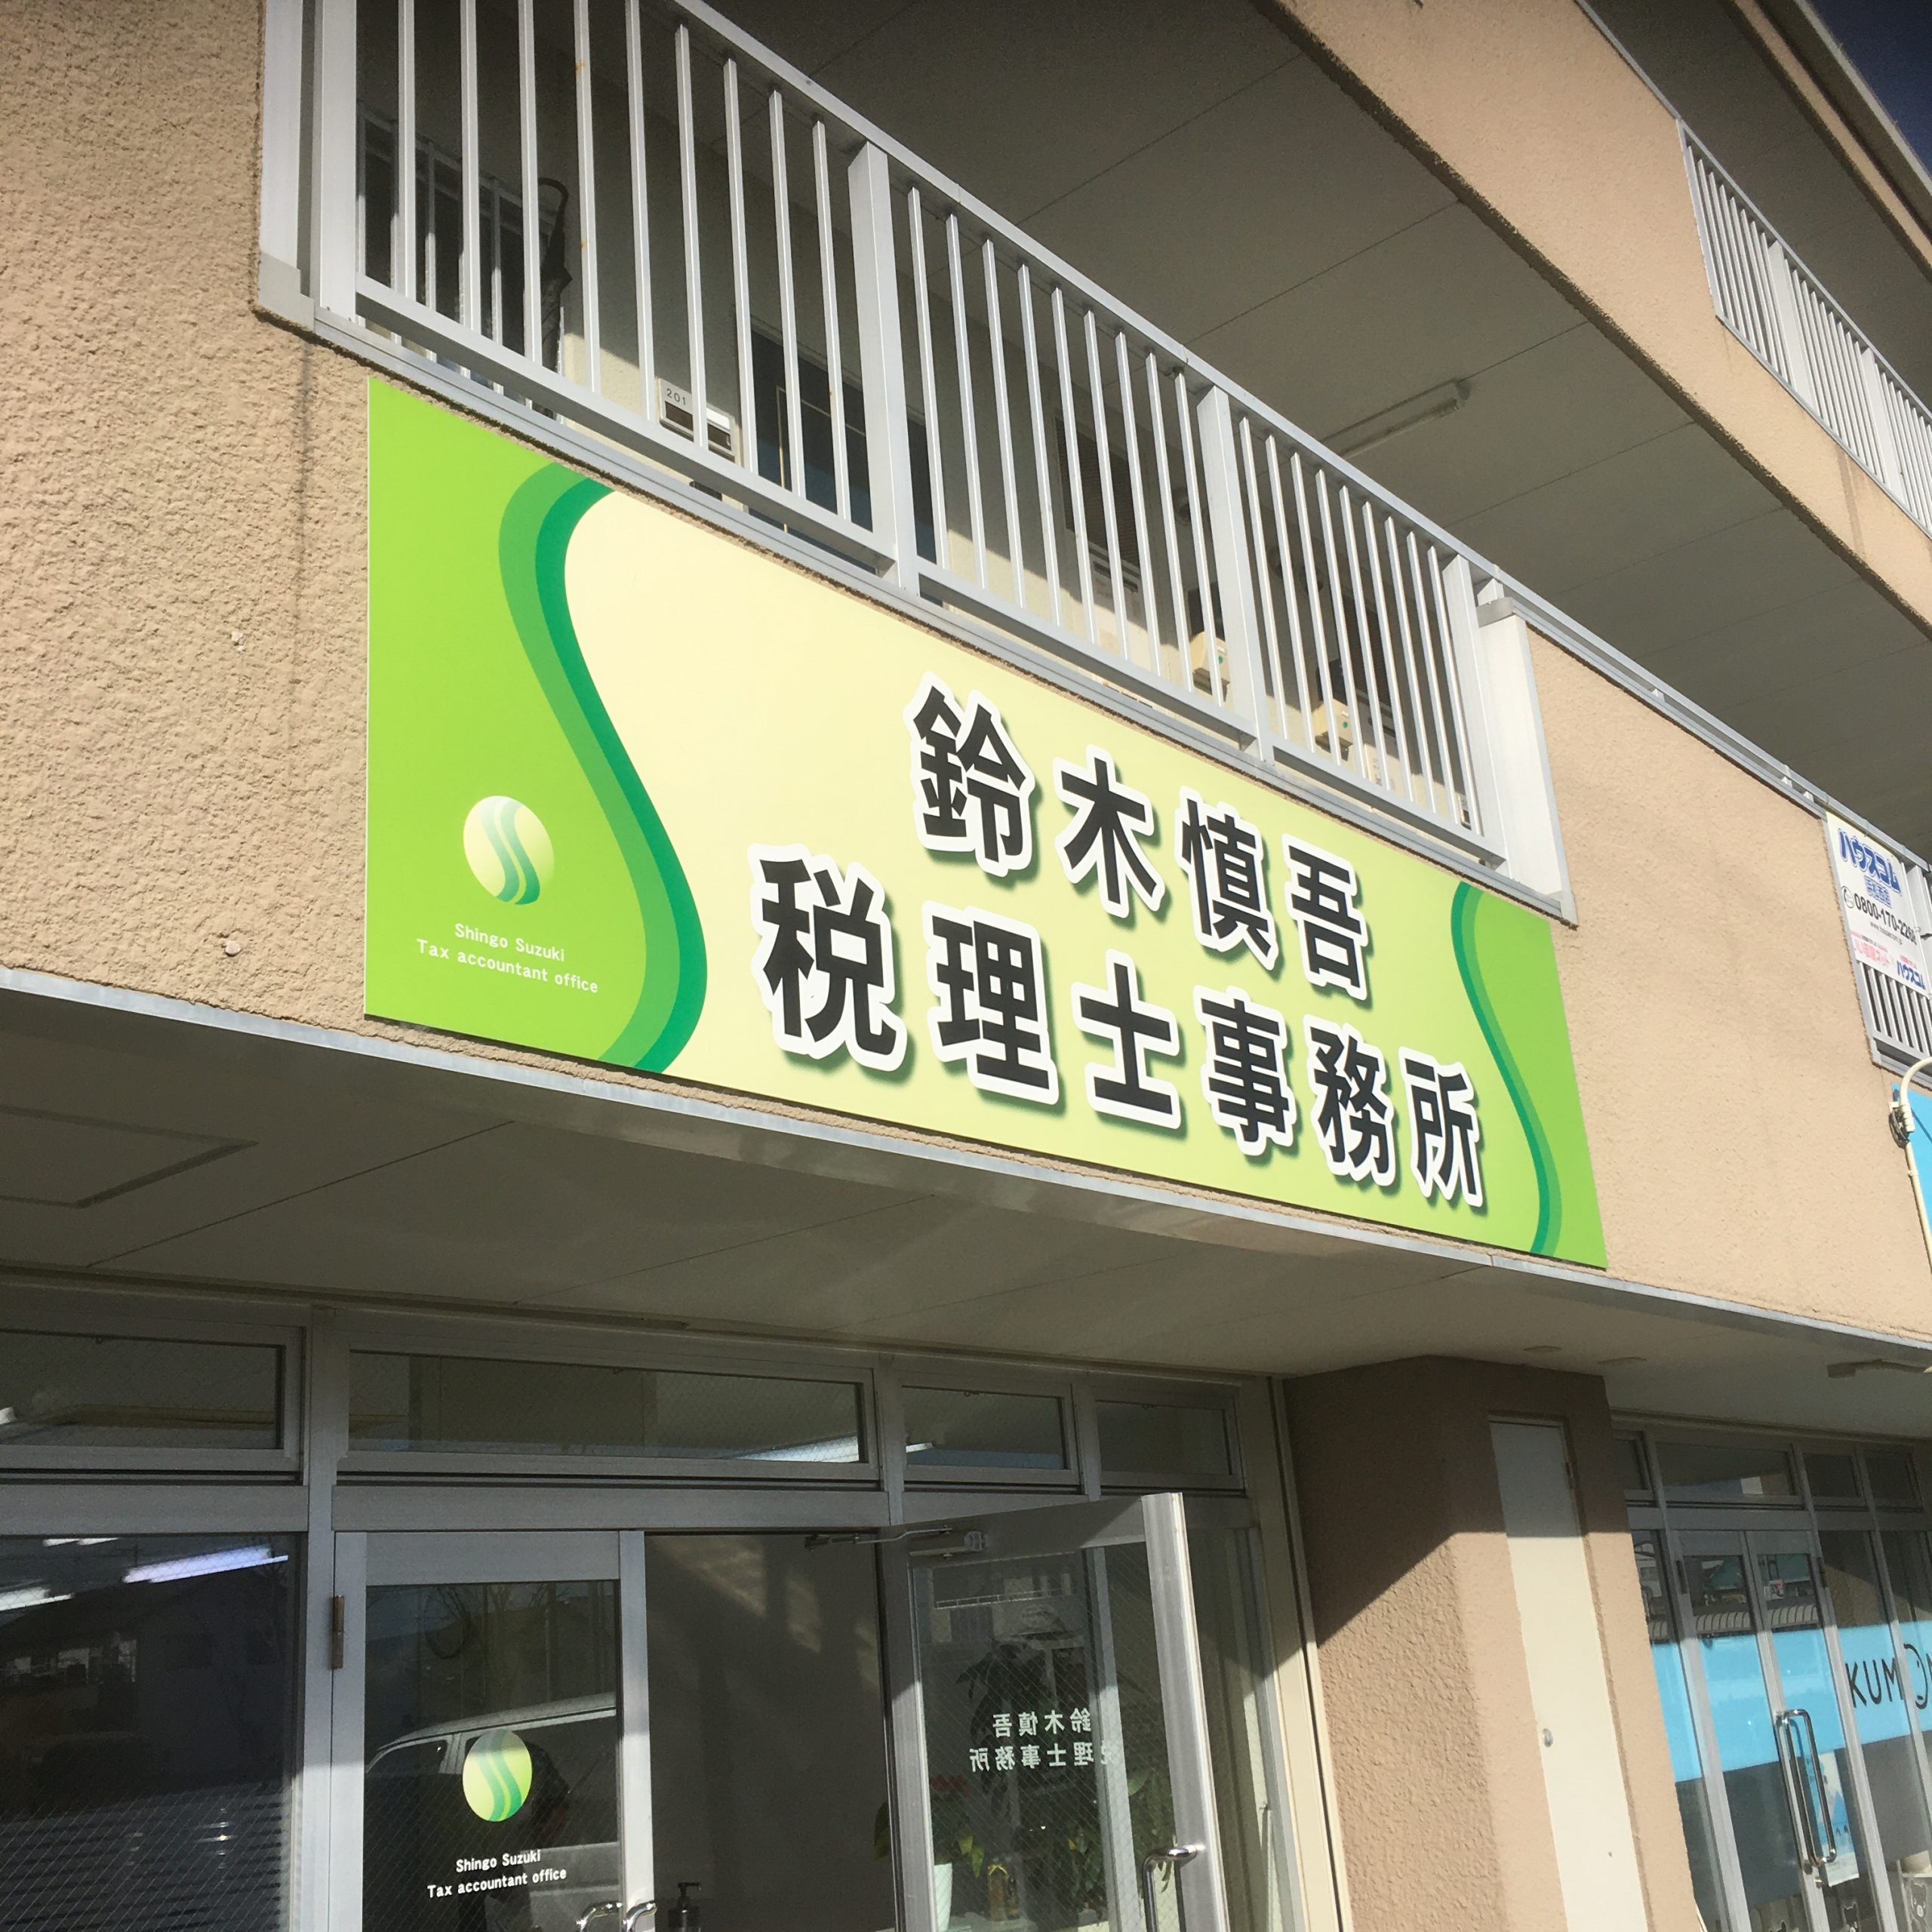 201
鈴木慎吾
税理士事務所
Shingo Suzuki
Tax accountant office
ハウスコム
鈴木慎吾
税理士事務所
Shingo Suzuki
Tax accountant office
KUMON